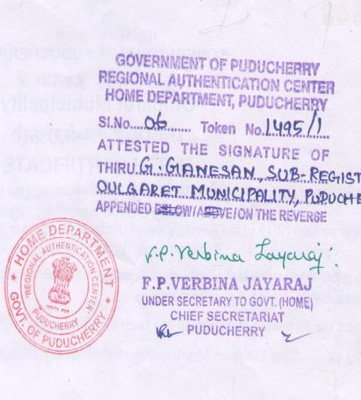 GOVERNMENT OF PUDUCHERRY
REGIONAL AUTHENTICATION CENTER
HOME DEPARTMENT, PUDUCHERRY
Sl.No. 06 Token No. 1495/1
ATTESTED THE SIGNATURE OF
THIRU G. GANESAN, SUB-REGIST
OULGARET MUNICIPALITY, PUDUCHE
APPENDED BELOW/ABOVE/ON THE REVERSE
F.P. Verbina Jayaraj
F.P.VERBINA JAYARAJ
UNDER SECRETARY TO GOVT. (HOME)
CHIEF SECRETARIAT
PUDUCHERRY
HOME DEPARTMENT
REGIONAL AUTHENTICATION CENTER
PUDUCHERRY
GOVT. OF PUDUCHERRY